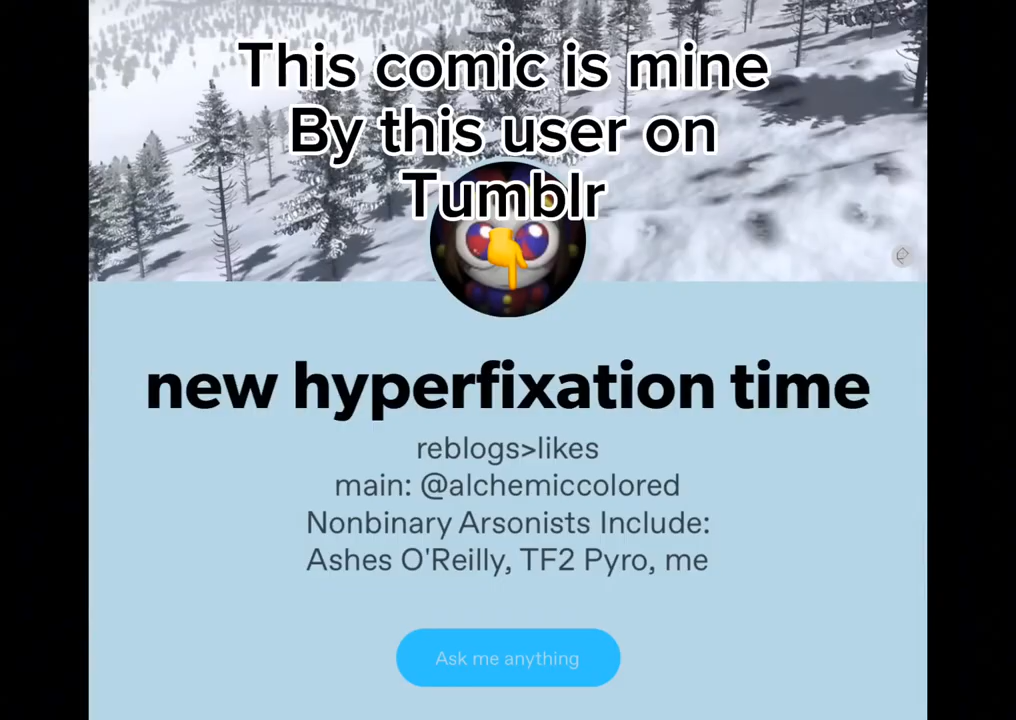 This comic is mine
By this user on
Tumblr
new hyperfixation time
reblogs>likes
main: @alchemiccolored
Nonbinary Arsonists Include:
Ashes O'Reilly, TF2 Pyro, me
Ask me anything